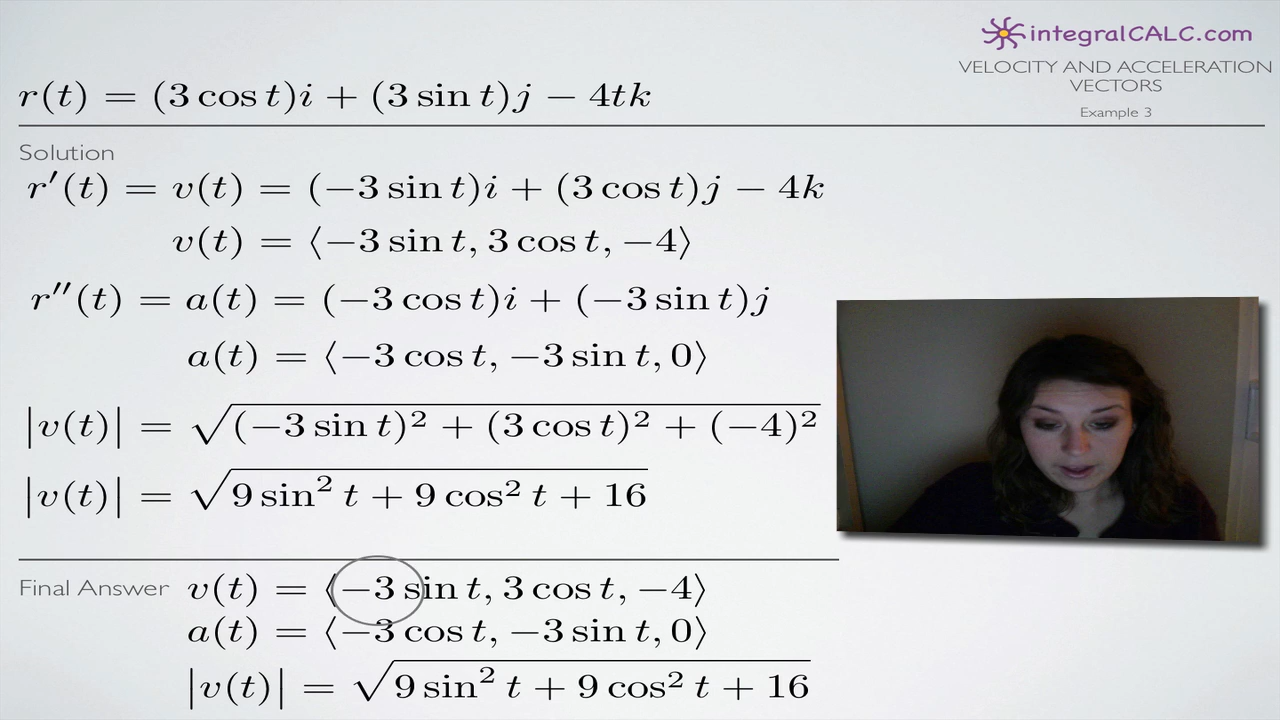 integralCALC.com
VELOCITY AND ACCELERATION
VECTORS
Example 3
r(t) = (3 cos t)i + (3 sin t)j − 4tk
Solution
r′(t) = v(t) = (−3 sin t)i + (3 cos t)j − 4k
v(t) = ⟨−3 sin t, 3 cos t, −4⟩
r″(t) = a(t) = (−3 cos t)i + (−3 sin t)j
a(t) = ⟨−3 cos t, −3 sin t, 0⟩
|v(t)| = √((−3 sin t)² + (3 cos t)² + (−4)²)
|v(t)| = √(9 sin² t + 9 cos² t + 16)
Final Answer v(t) = ⟨−3 sin t, 3 cos t, −4⟩
a(t) = ⟨−3 cos t, −3 sin t, 0⟩
|v(t)| = √(9 sin² t + 9 cos² t + 16)